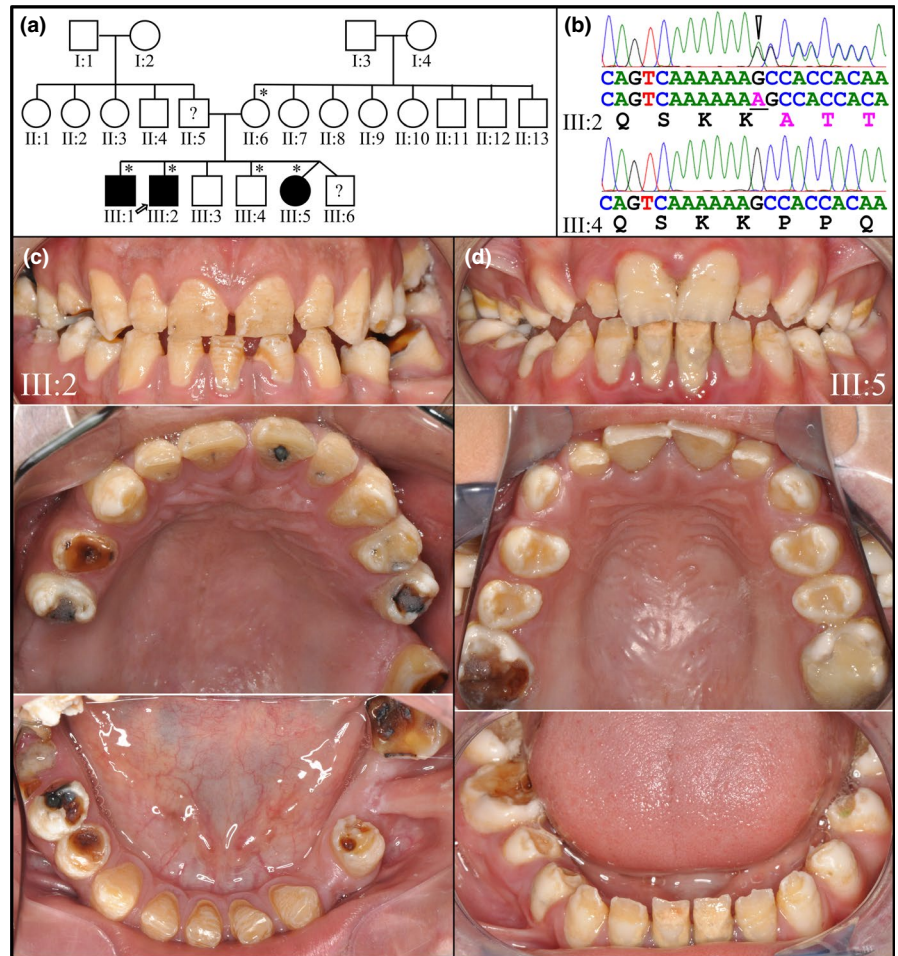 (a)
I:1 I:2 I:3 I:4
* ?
II:1 II:2 II:3 II:4 II:5 II:6 II:7 II:8 II:9 II:10 II:11 II:12 II:13
* * * * ?
III:1 III:2 III:3 III:4 III:5 III:6
(b)
CAGTCAAAAAAGCCACCACAA
CAGTCAAAAAAAGCCACCACA
III:2 Q S K K A T T
CAGTCAAAAAAGCCACCACAA
III:4 Q S K K P P Q
(c)
III:2
(d)
III:5